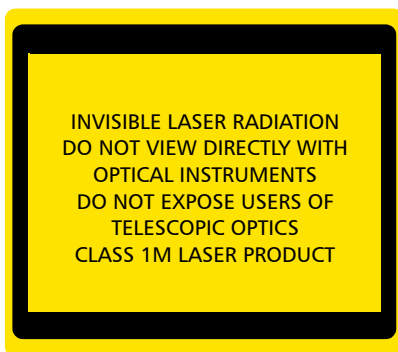 INVISIBLE LASER RADIATION
DO NOT VIEW DIRECTLY WITH
OPTICAL INSTRUMENTS
DO NOT EXPOSE USERS OF
TELESCOPIC OPTICS
CLASS 1M LASER PRODUCT